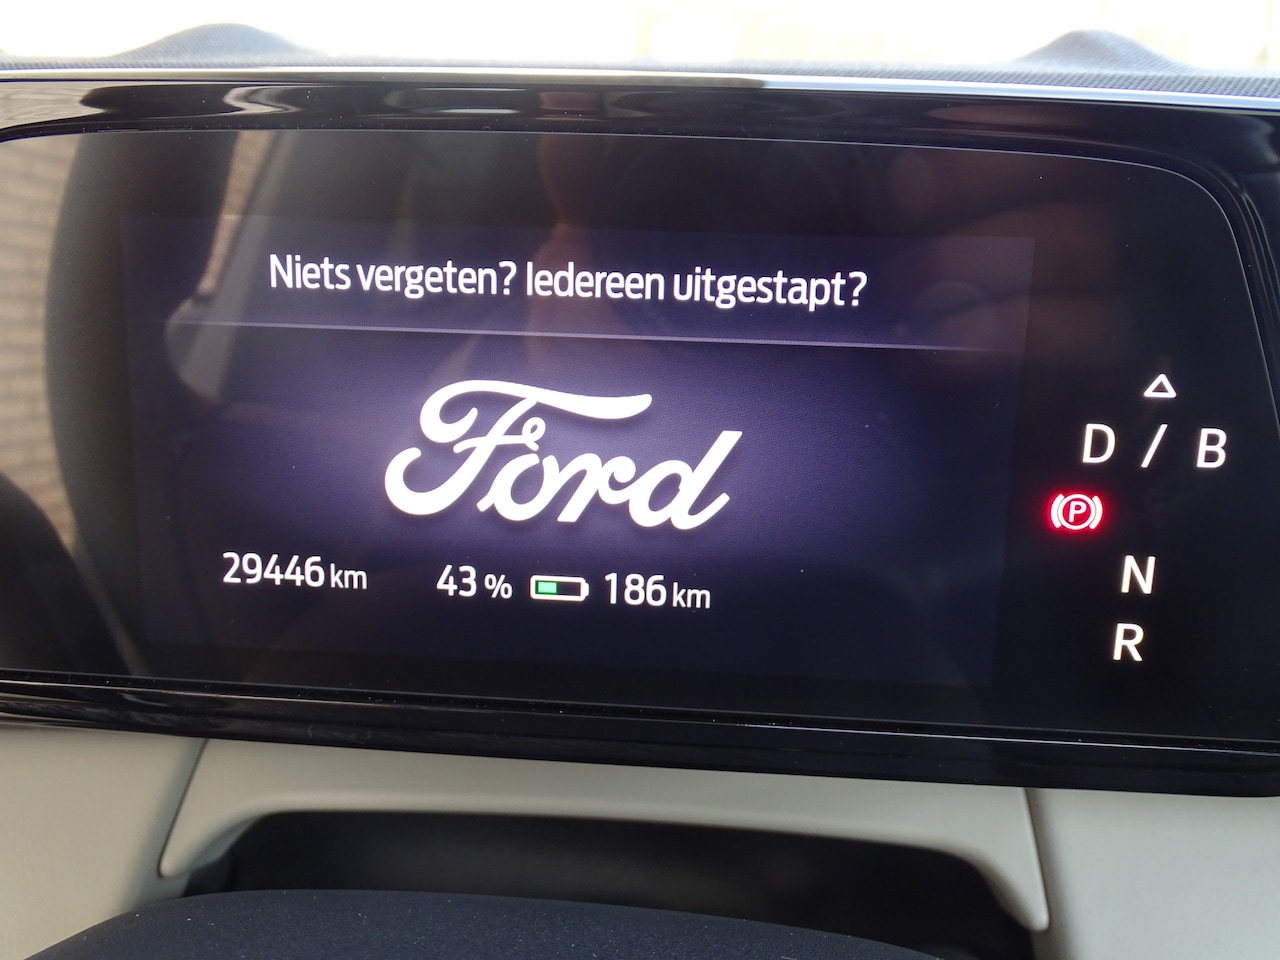 Niets vergeten? Iedereen uitgestapt?
Ford
29446 km 43 % 186 km
D / B
P
N
R